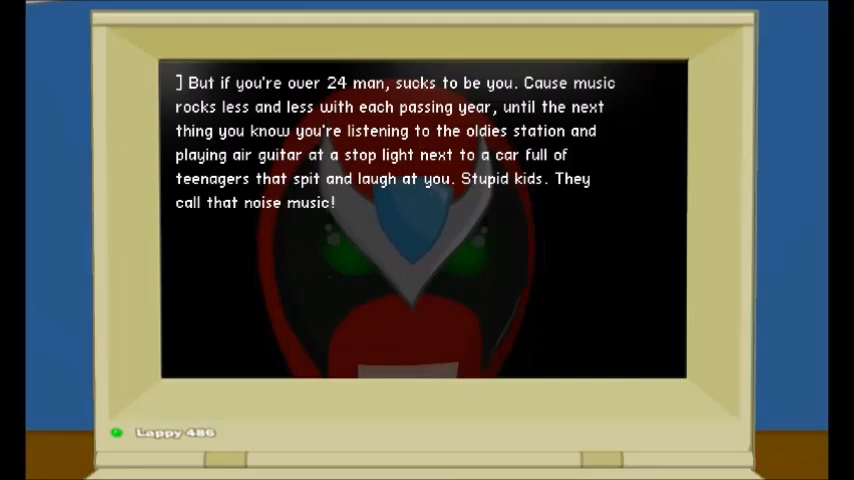 ] But if you're over 24 man, sucks to be you. Cause music
rocks less and less with each passing year, until the next
thing you know you're listening to the oldies station and
playing air guitar at a stop light next to a car full of
teenagers that spit and laugh at you. Stupid kids. They
call that noise music!
Lappy 486